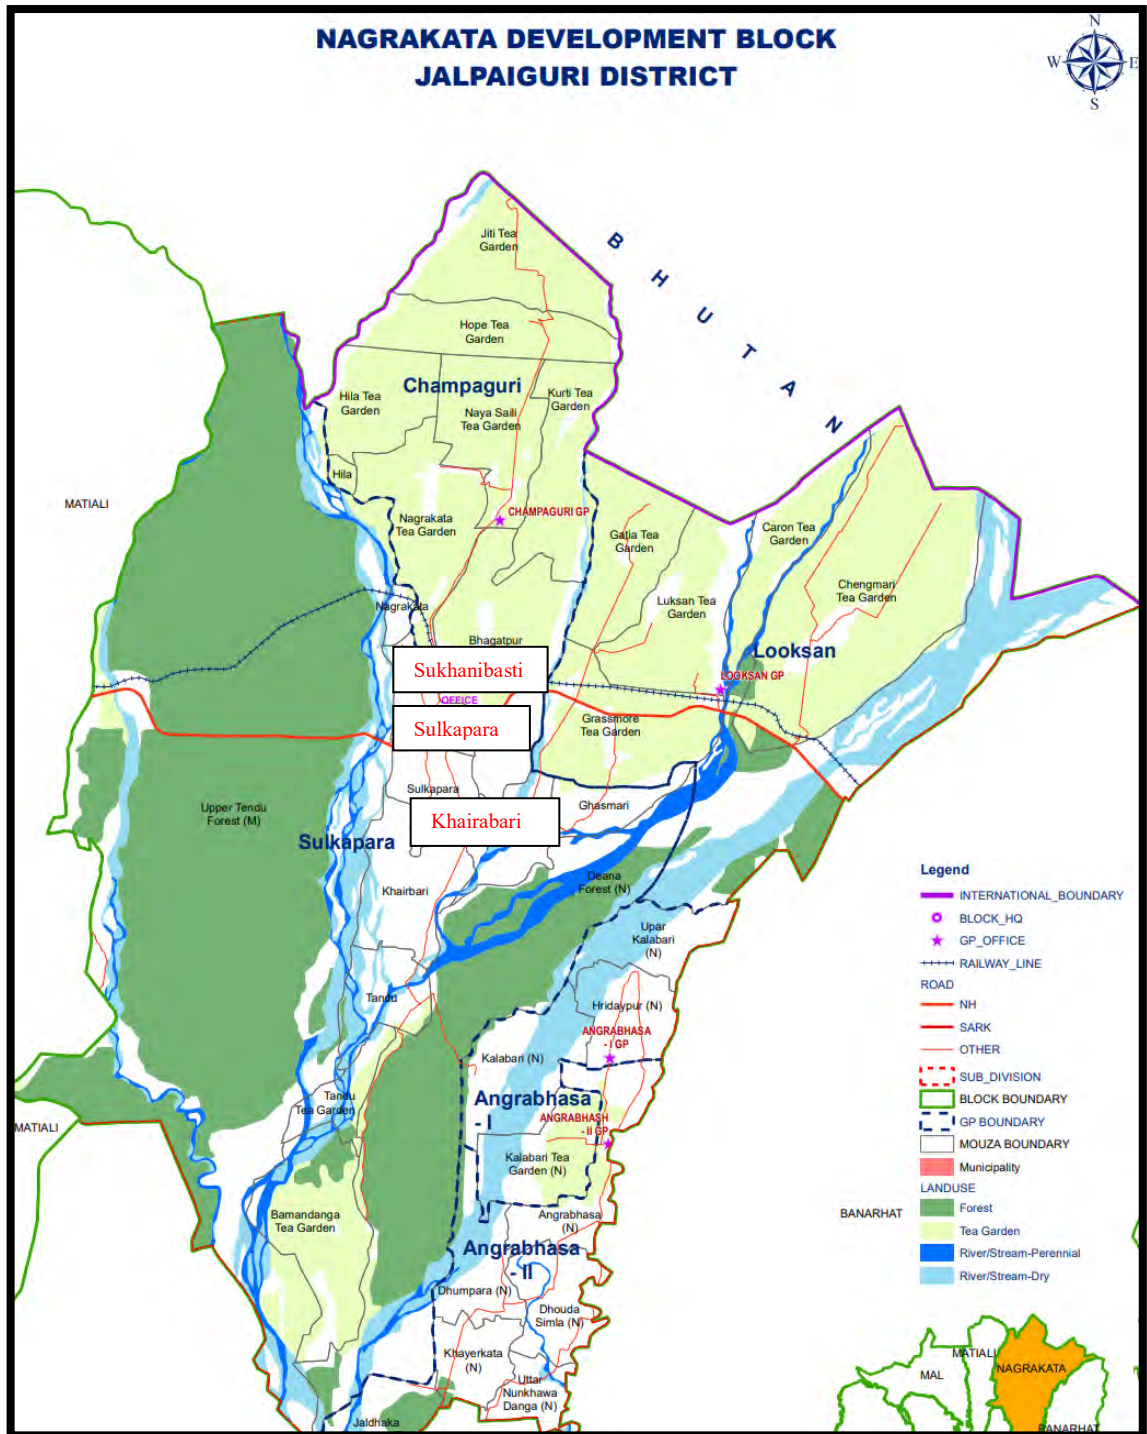 NAGRAKATA DEVELOPMENT BLOCK
JALPAIGURI DISTRICT
N
W
E
S
B H U T A N
Jiti Tea
Garden
Hope Tea
Garden
Champaguri
Hila Tea
Garden
Kurti Tea
Garden
Naya Saili
Tea Garden
Hila
MATIALI
CHAMPAGURI GP
Nagrakata
Tea Garden
Gatia Tea
Garden
Caron Tea
Garden
Chengmari
Tea Garden
Nagrakata
Luksan Tea
Garden
Bhagatpur
Looksan
Sukhanibasti
LOOKSAN GP
OFFICE
Sulkapara
Grassmore
Tea Garden
Sulkapara
Upper Tendu
Forest (M)
Ghasmari
Khairabari
Sulkapara
Deana
Forest (N)
Khairbari
Upar
Kalabari
(N)
Tandu
Hridaypur (N)
ANGRABHASA
- I GP
Kalabari (N)
Tandu
Tea Garden
Angrabhasa
- I
ANGRABHASH
- II GP
MATIALI
Kalabari Tea
Garden (N)
Bamandanga
Tea Garden
Angrabhasa
(N)
Angrabhasa
- II
Dhumpara (N)
Dhouda
Simla (N)
Khayerkata
(N)
Uttar
Nunkhawa
Danga (N)
Jaldhaka
BANARHAT
Legend
INTERNATIONAL_BOUNDARY
BLOCK_HQ
GP_OFFICE
RAILWAY_LINE
ROAD
NH
SARK
OTHER
SUB_DIVISION
BLOCK BOUNDARY
GP BOUNDARY
MOUZA BOUNDARY
Municipality
LANDUSE
Forest
Tea Garden
River/Stream-Perennial
River/Stream-Dry
MATIALI
MAL
NAGRAKATA
BANARHAT